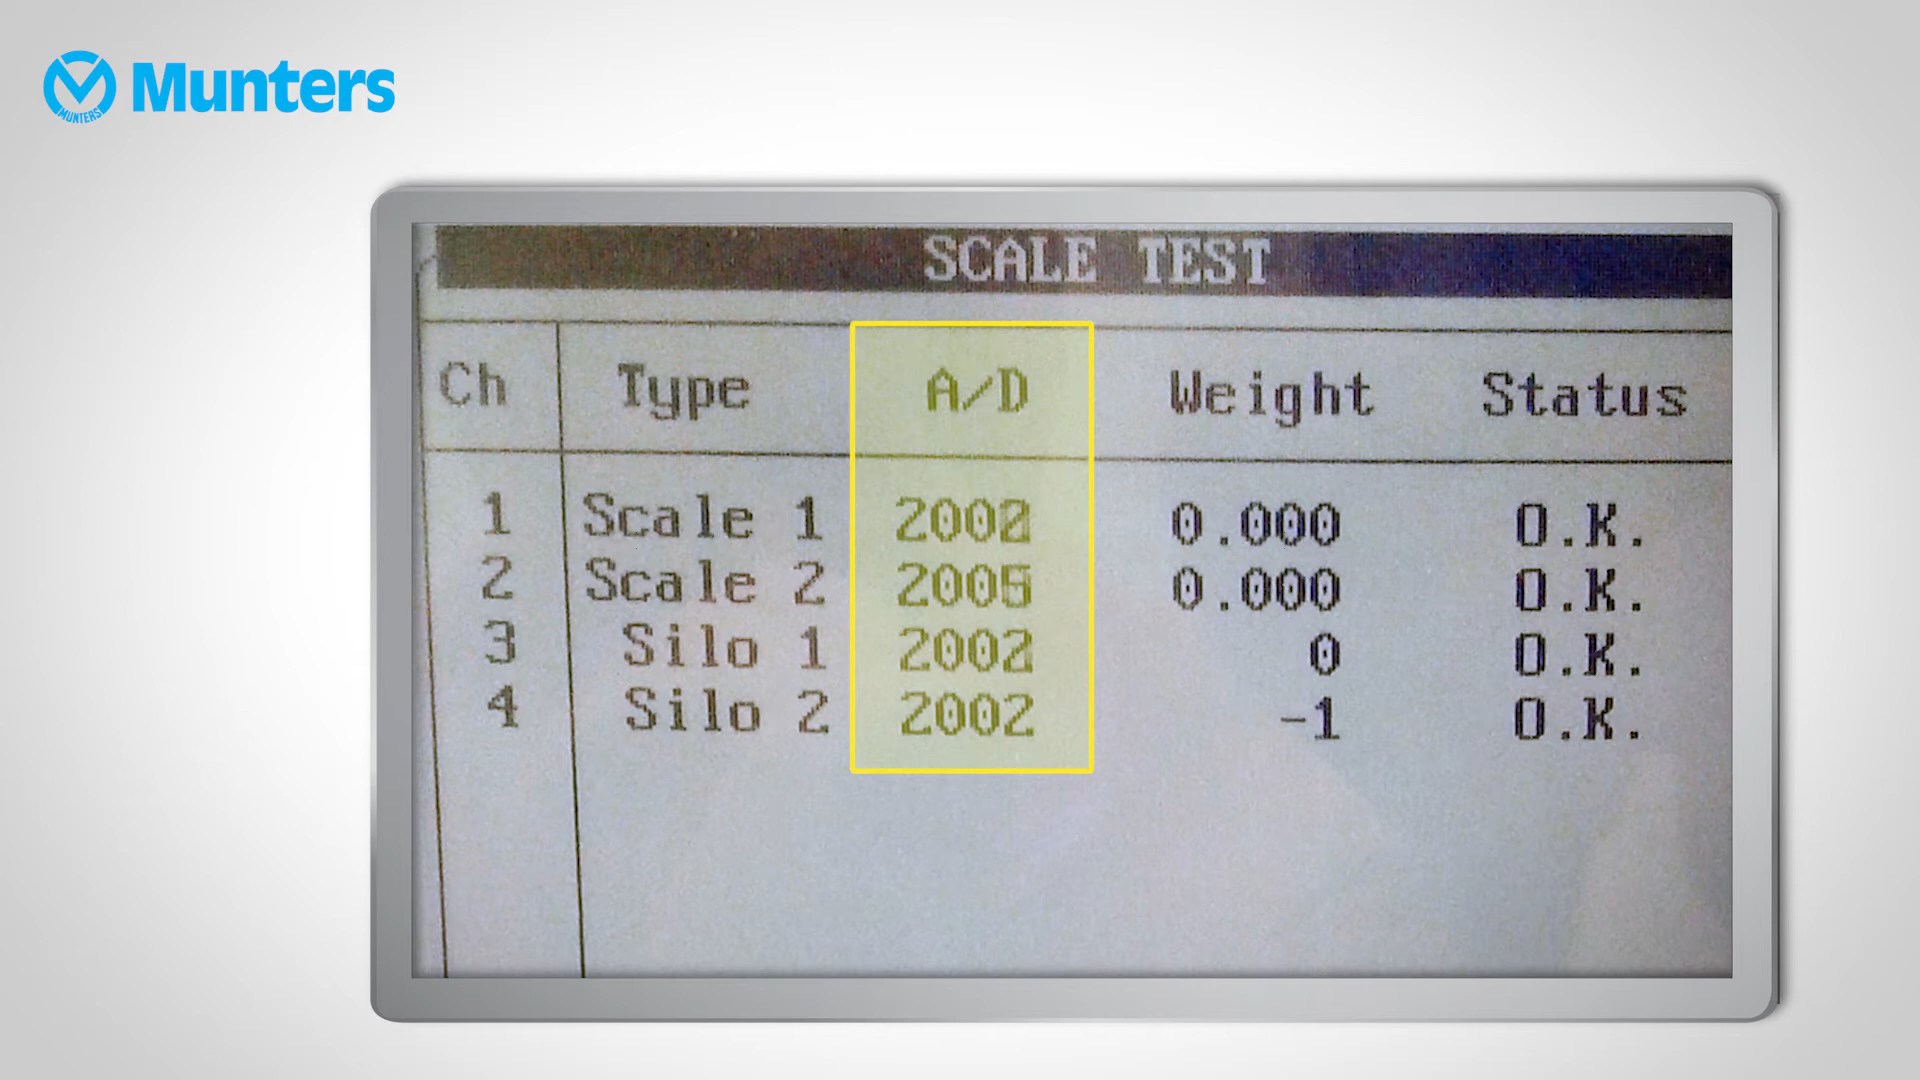 Munters
MUNTERS
SCALE TEST
Ch Type A/D Weight Status
1 Scale 1 2002 0.000 O.K.
2 Scale 2 2005 0.000 O.K.
3 Silo 1 2002 0 O.K.
4 Silo 2 2002 -1 O.K.